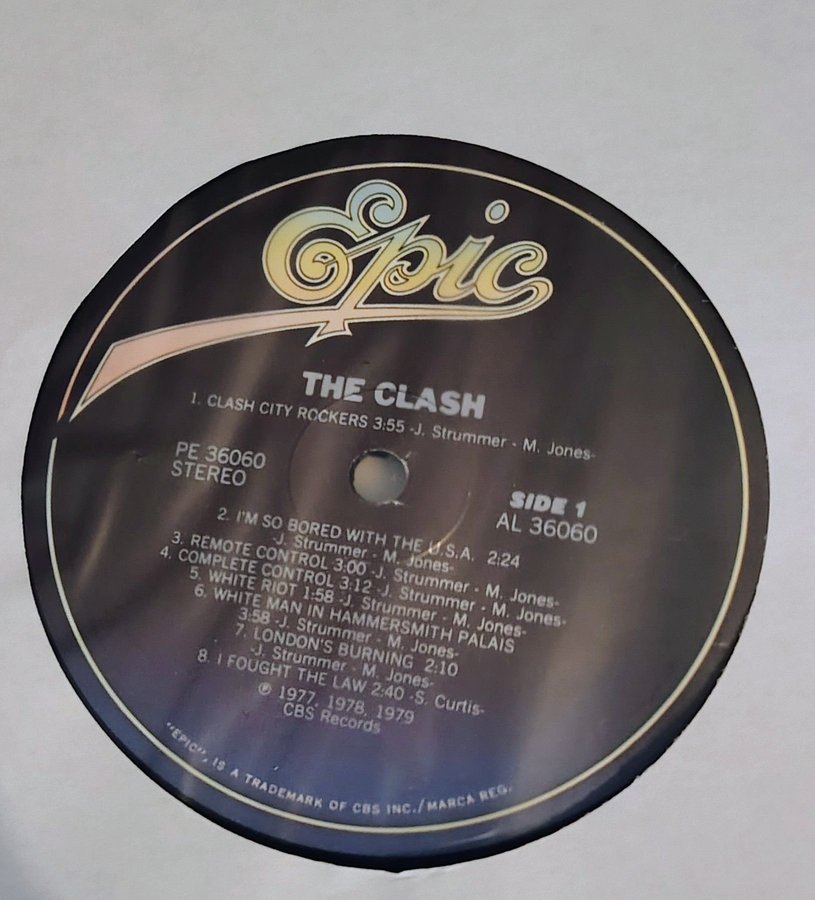 Epic
THE CLASH
1. CLASH CITY ROCKERS 3:55 -J. Strummer - M. Jones-
PE 36060
STEREO
SIDE 1
AL 36060
2. I'M SO BORED WITH THE U.S.A. 2:24
-J. Strummer - M. Jones-
3. REMOTE CONTROL 3:00 -J. Strummer - M. Jones-
4. COMPLETE CONTROL 3:12 -J. Strummer - M. Jones-
5. WHITE RIOT 1:58 -J. Strummer - M. Jones-
6. WHITE MAN IN HAMMERSMITH PALAIS
3:58 -J. Strummer - M. Jones-
7. LONDON'S BURNING 2:10
-J. Strummer - M. Jones-
8. I FOUGHT THE LAW 2:40 -S. Curtis-
℗ 1977, 1978, 1979
CBS Records
"EPIC", IS A TRADEMARK OF CBS INC./MARCA REG.